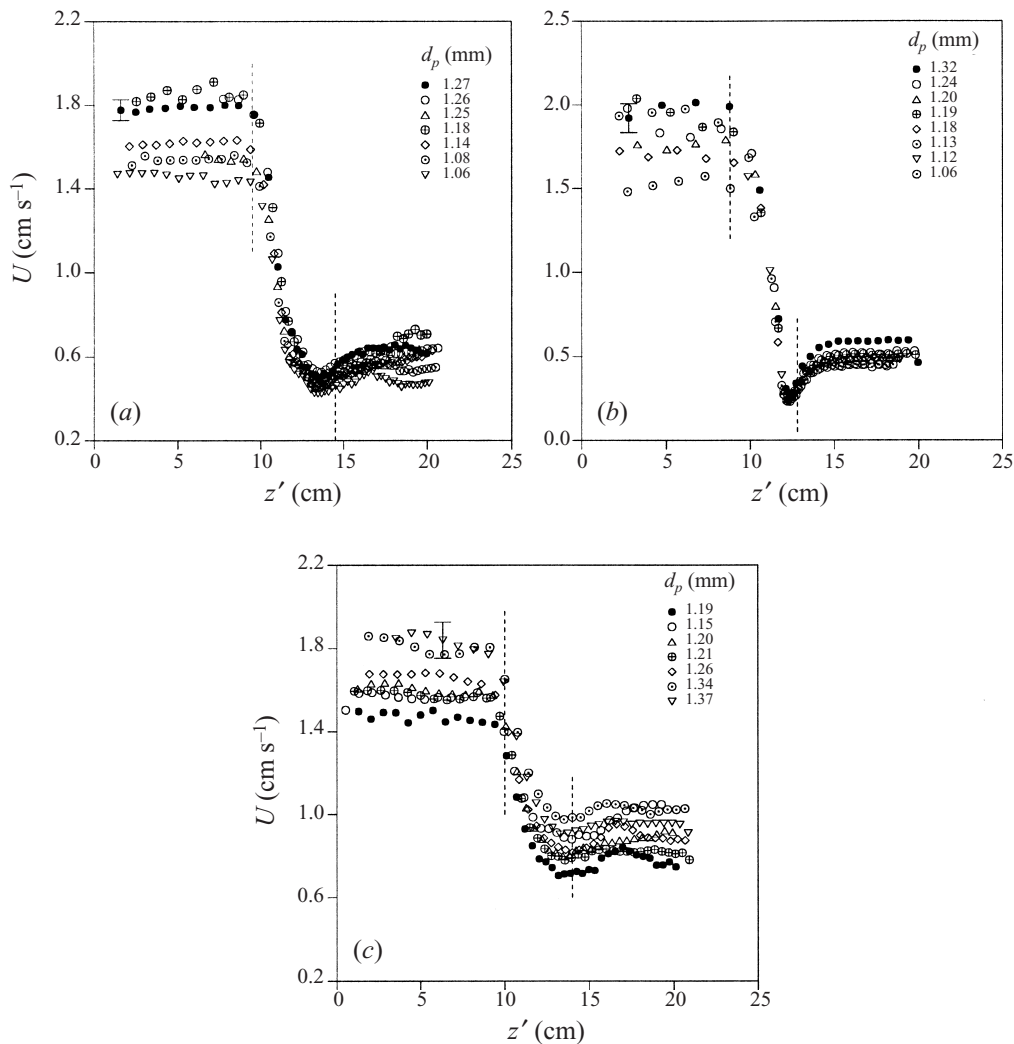 2.2
1.8
1.4
1.0
0.6
0.2
U (cm s⁻¹)
0 5 10 15 20 25
z′ (cm)
(a)
d_p (mm)
1.27
1.26
1.25
1.18
1.14
1.08
1.06
2.5
2.0
1.5
1.0
0.5
0.0
0 5 10 15 20 25
z′ (cm)
(b)
d_p (mm)
1.32
1.24
1.20
1.19
1.18
1.13
1.12
1.06
2.2
1.8
1.4
1.0
0.6
0.2
U (cm s⁻¹)
0 5 10 15 20 25
z′ (cm)
(c)
d_p (mm)
1.19
1.15
1.20
1.21
1.26
1.34
1.37